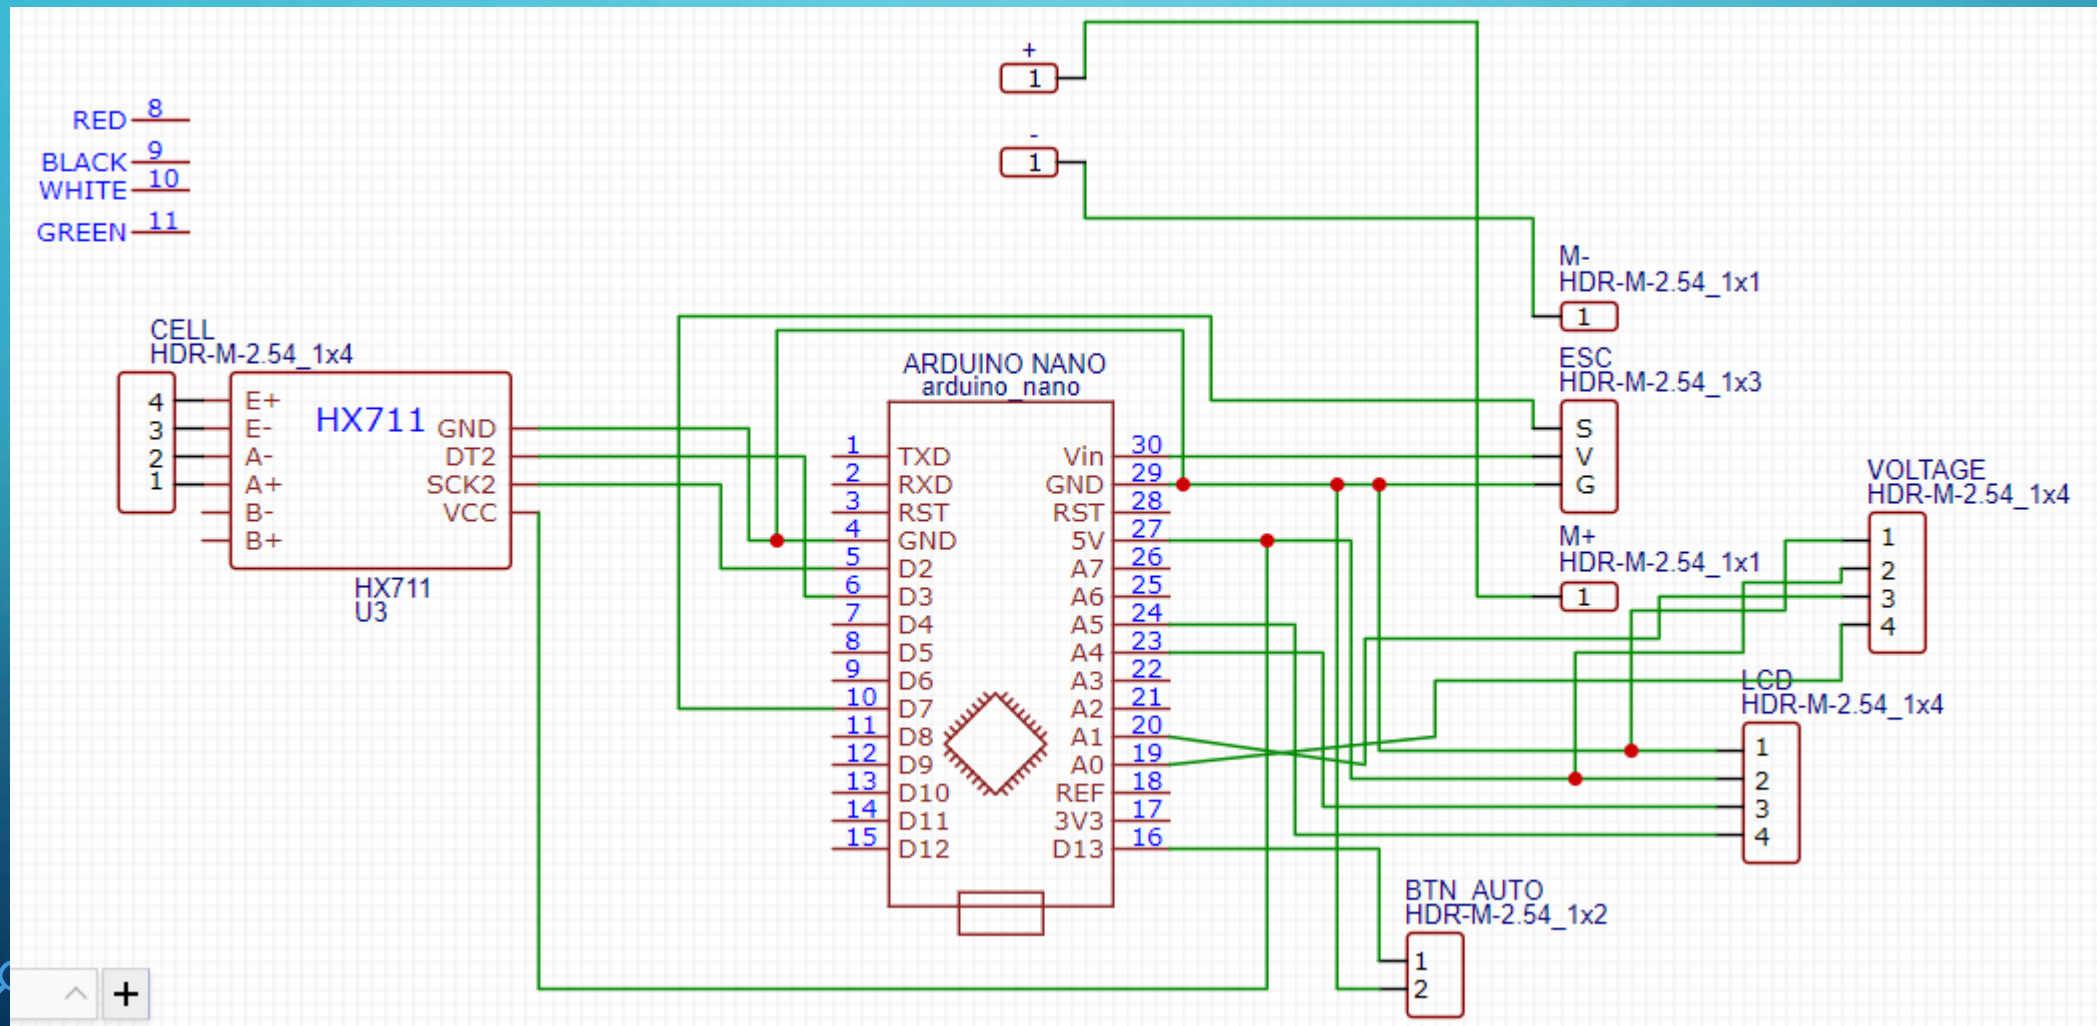 +
1
-
1
RED 8
BLACK 9
WHITE 10
GREEN 11
M-
HDR-M-2.54_1x1
1
CELL
HDR-M-2.54_1x4
4
3
2
1
HX711
E+
E-
A-
A+
B-
B+
GND
DT2
SCK2
VCC
HX711
U3
ARDUINO NANO
arduino_nano
1 TXD
2 RXD
3 RST
4 GND
5 D2
6 D3
7 D4
8 D5
9 D6
10 D7
11 D8
12 D9
13 D10
14 D11
15 D12
Vin 30
GND 29
RST 28
5V 27
A7 26
A6 25
A5 24
A4 23
A3 22
A2 21
A1 20
A0 19
REF 18
3V3 17
D13 16
ESC
HDR-M-2.54_1x3
S
V
G
M+
HDR-M-2.54_1x1
1
VOLTAGE
HDR-M-2.54_1x4
1
2
3
4
LCD
HDR-M-2.54_1x4
1
2
3
4
BTN_AUTO
HDR-M-2.54_1x2
1
2
+